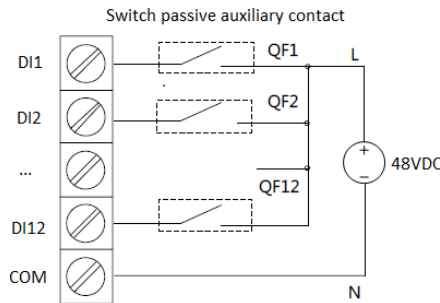 Switch passive auxiliary contact
DI1
QF1
L
DI2
QF2
+
...
48VDC
−
QF12
DI12
COM
N